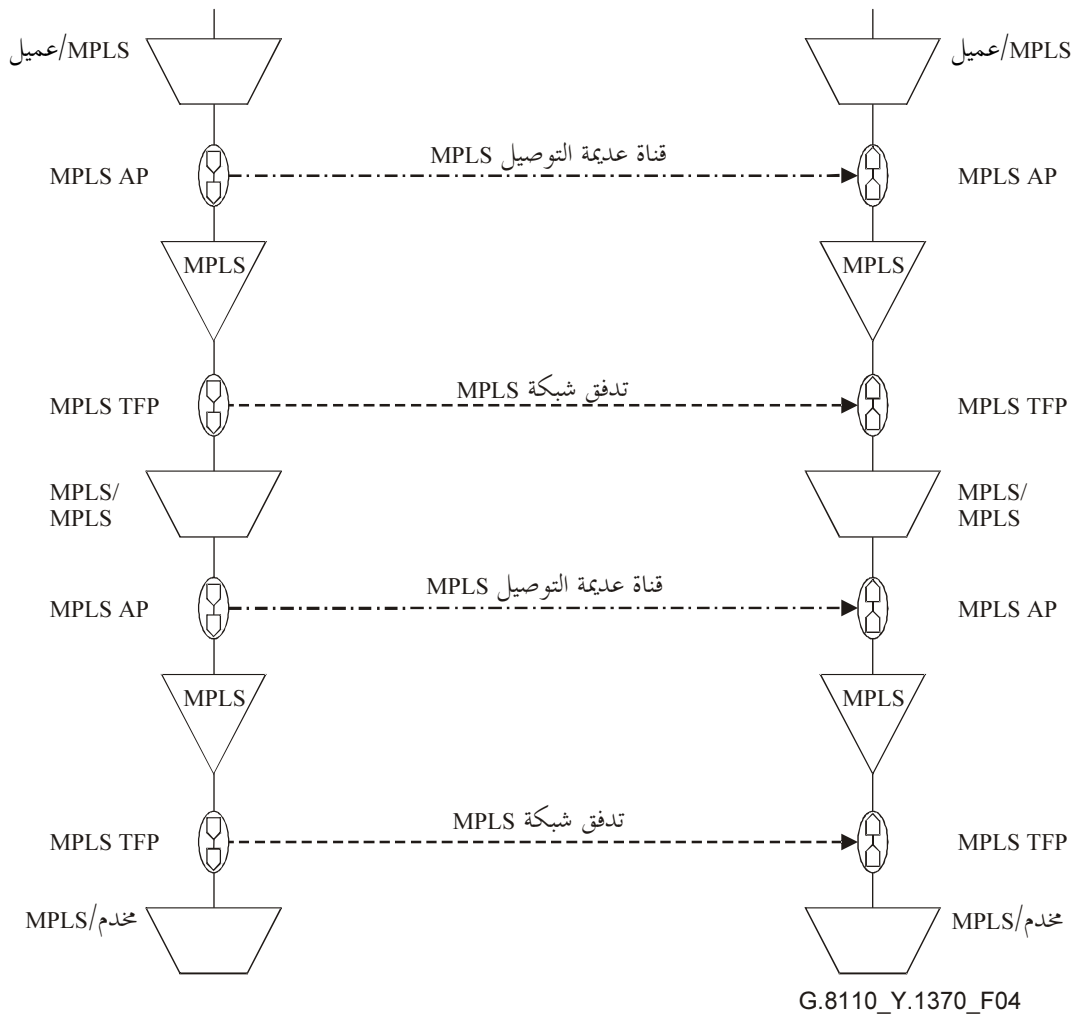 MPLS/عميل
MPLS/عميل
MPLS AP
قناة عديمة التوصيل MPLS
MPLS AP
MPLS
MPLS
MPLS TFP
تدفق شبكة MPLS
MPLS TFP
MPLS/
MPLS
MPLS/
MPLS
MPLS AP
قناة عديمة التوصيل MPLS
MPLS AP
MPLS
MPLS
MPLS TFP
تدفق شبكة MPLS
MPLS TFP
MPLS/مخدم
MPLS/مخدم
G.8110_Y.1370_F04